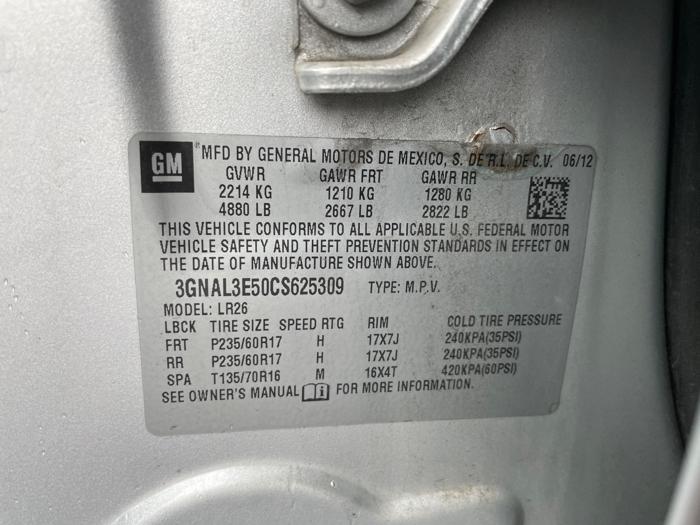 GM
MFD BY GENERAL MOTORS DE MEXICO, S. DE R.L. DE C.V. 06/12
GVWR GAWR FRT GAWR RR
2214 KG 1210 KG 1280 KG
4880 LB 2667 LB 2822 LB
THIS VEHICLE CONFORMS TO ALL APPLICABLE U.S. FEDERAL MOTOR
VEHICLE SAFETY AND THEFT PREVENTION STANDARDS IN EFFECT ON
THE DATE OF MANUFACTURE SHOWN ABOVE.
3GNAL3E50CS625309 TYPE: M.P.V.
MODEL: LR26
LBCK TIRE SIZE SPEED RTG RIM COLD TIRE PRESSURE
FRT P235/60R17 H 17X7J 240KPA(35PSI)
RR P235/60R17 H 17X7J 240KPA(35PSI)
SPA T135/70R16 M 16X4T 420KPA(60PSI)
SEE OWNER'S MANUAL i FOR MORE INFORMATION.